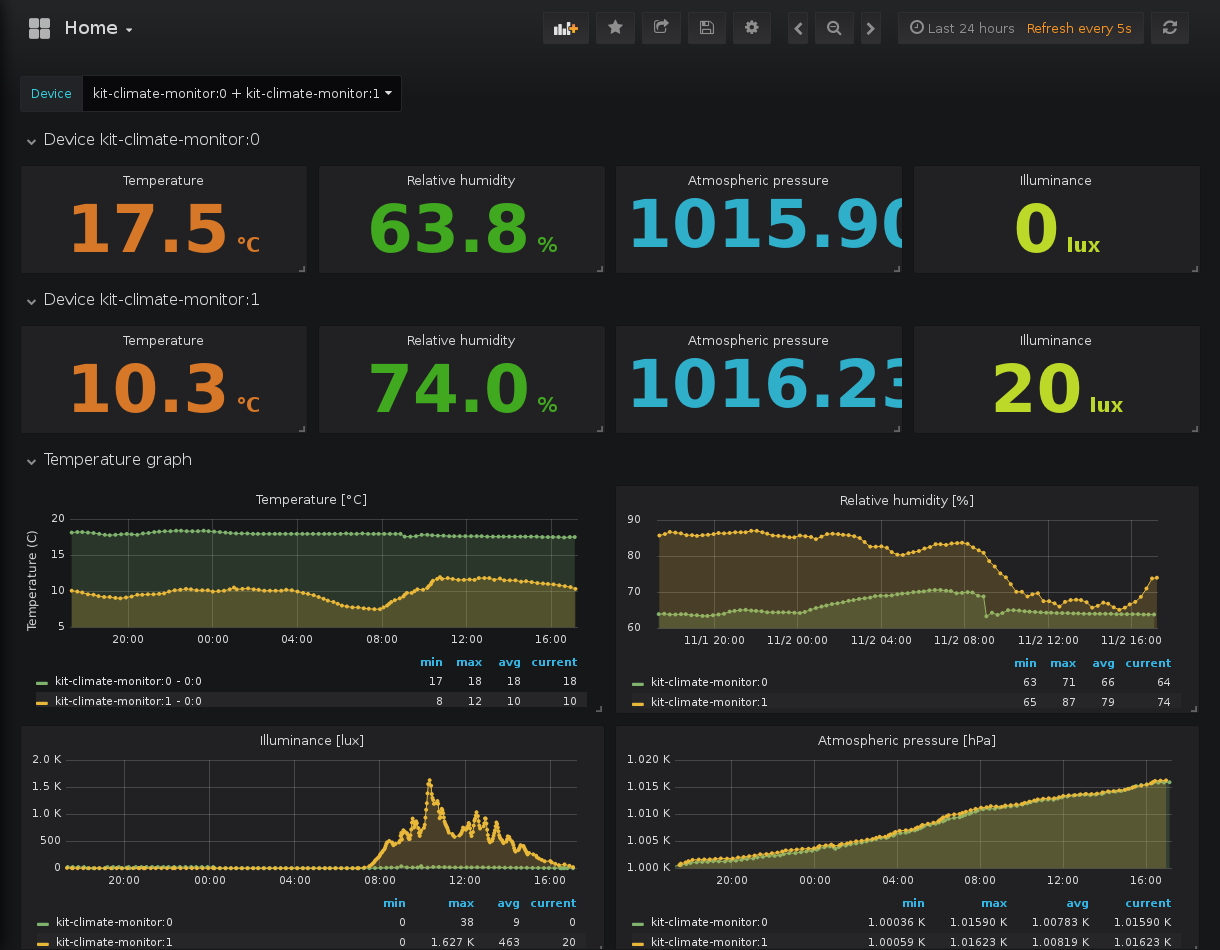 Home
Last 24 hours Refresh every 5s
Device kit-climate-monitor:0 + kit-climate-monitor:1
Device kit-climate-monitor:0
Temperature Relative humidity Atmospheric pressure Illuminance
17.5 °C 63.8 % 1015.90 0 lux
Device kit-climate-monitor:1
Temperature Relative humidity Atmospheric pressure Illuminance
10.3 °C 74.0 % 1016.23 20 lux
Temperature graph
Temperature [°C]
Temperature (C)
20
15
10
5
20:00 00:00 04:00 08:00 12:00 16:00
min max avg current
kit-climate-monitor:0 - 0:0 17 18 18 18
kit-climate-monitor:1 - 0:0 8 12 10 10
Relative humidity [%]
90
80
70
60
11/1 20:00 11/2 00:00 11/2 04:00 11/2 08:00 11/2 12:00 11/2 16:00
min max avg current
kit-climate-monitor:0 63 71 66 64
kit-climate-monitor:1 65 87 79 74
Illuminance [lux]
2.0 K
1.5 K
1.0 K
500
0
20:00 00:00 04:00 08:00 12:00 16:00
min max avg current
kit-climate-monitor:0 0 38 9 0
kit-climate-monitor:1 0 1.627 K 463 20
Atmospheric pressure [hPa]
1.020 K
1.015 K
1.010 K
1.005 K
1.000 K
20:00 00:00 04:00 08:00 12:00 16:00
min max avg current
kit-climate-monitor:0 1.00036 K 1.01590 K 1.00783 K 1.01590 K
kit-climate-monitor:1 1.00059 K 1.01623 K 1.00819 K 1.01623 K